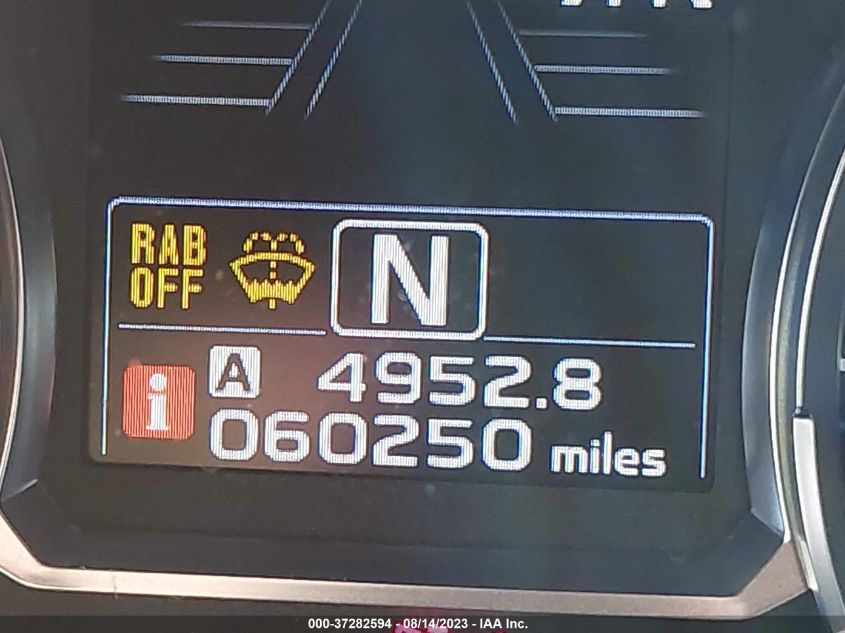 RAB
OFF
N
A 4952.8
i 060250 miles
000-37282594 - 08/14/2023 - IAA Inc.